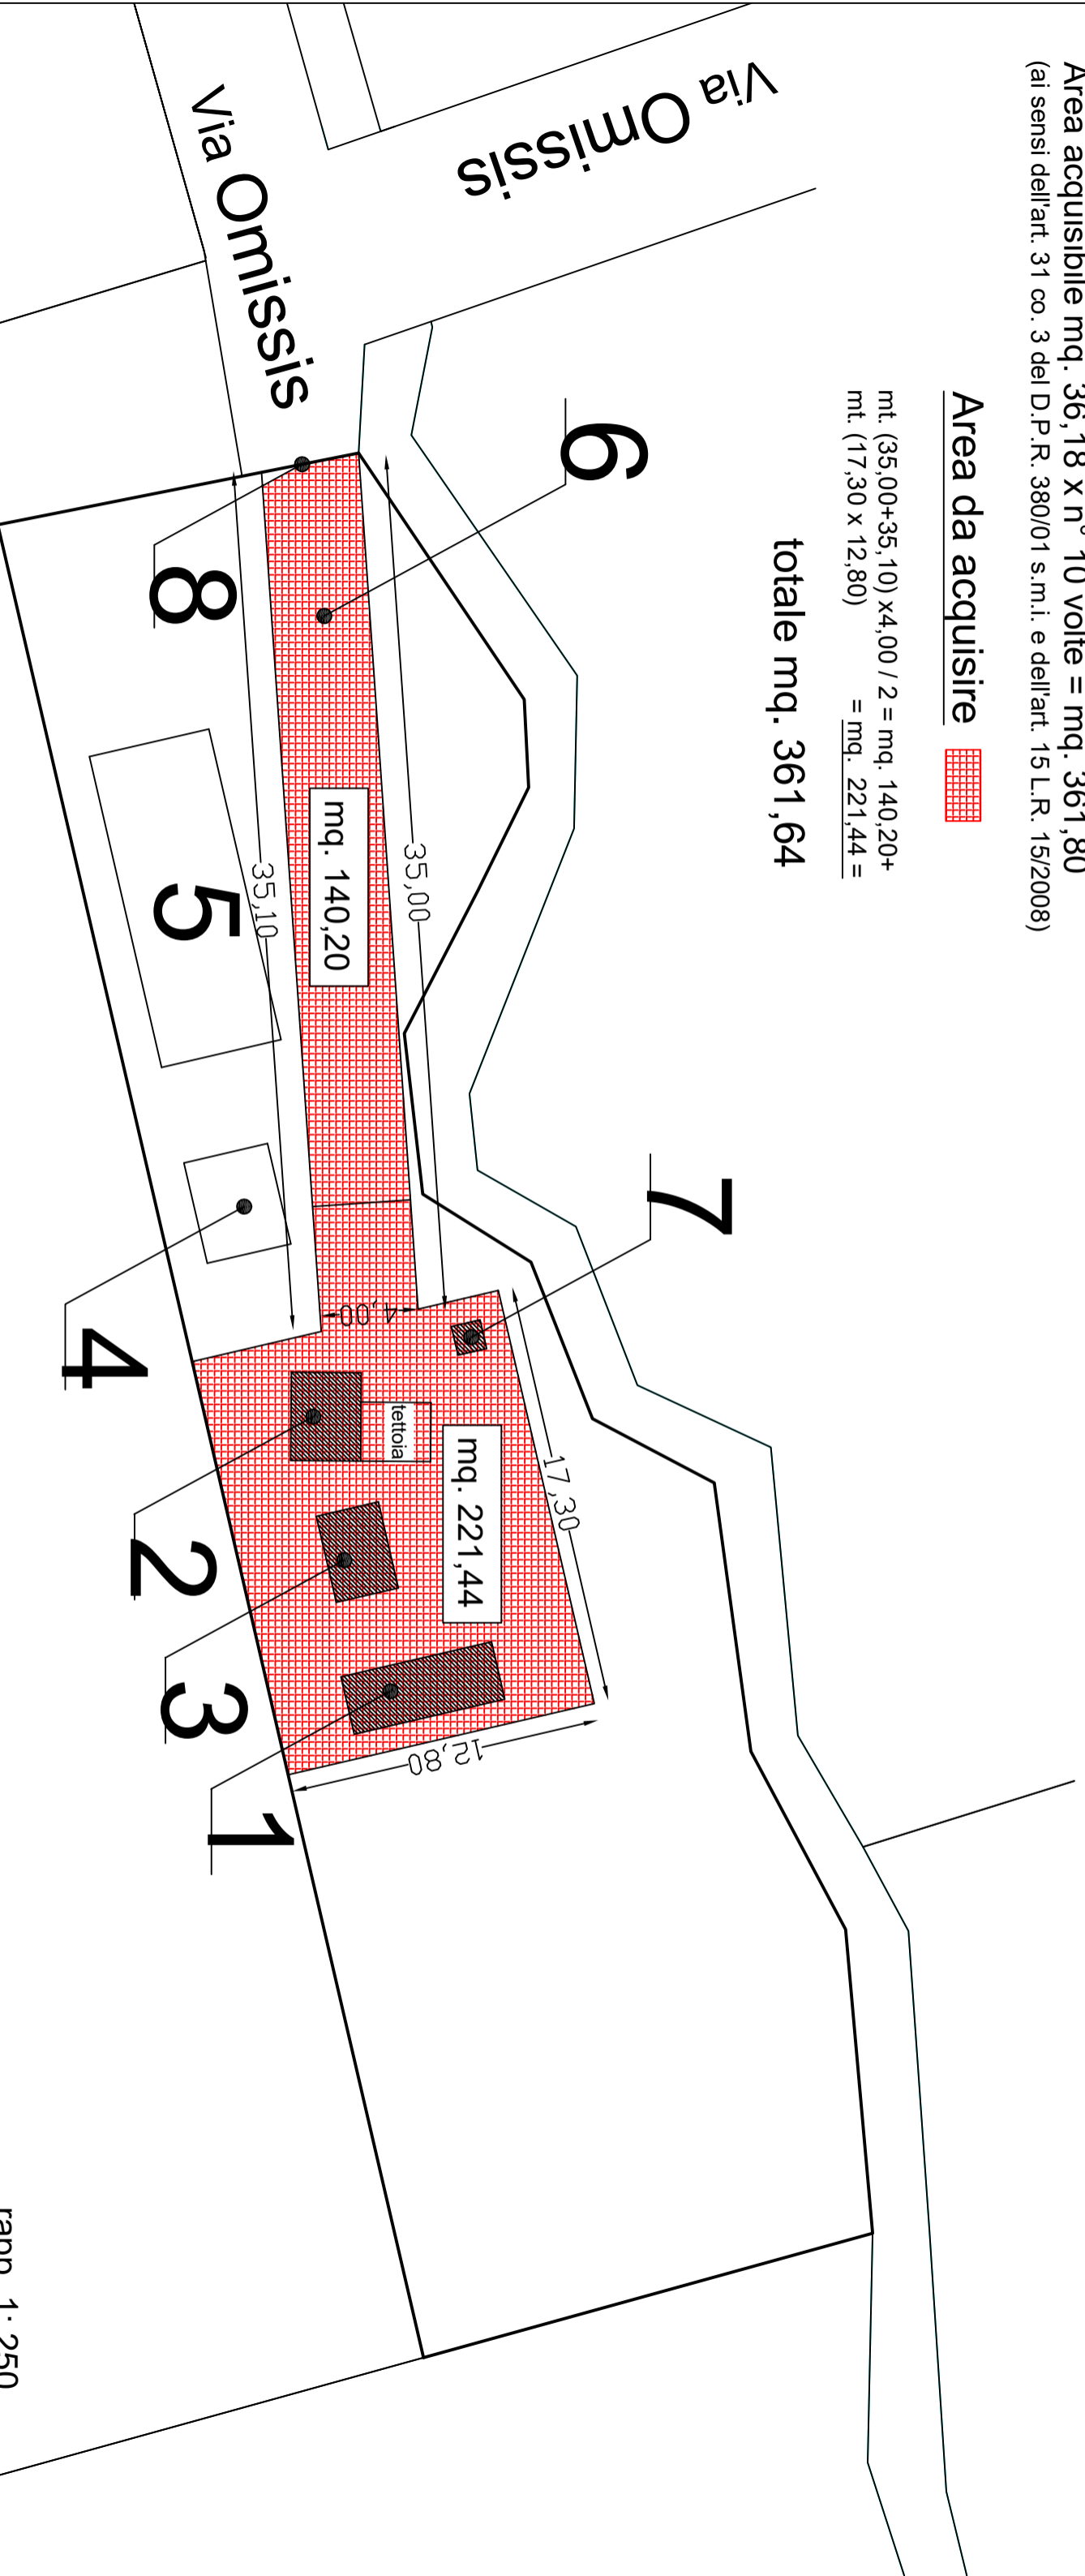 Area acquisibile mq. 36,18 x n° 10 volte = mq. 361,80
(ai sensi dell'art. 31 co. 3 del D.P.R. 380/01 s.m.i. e dell'art. 15 L.R. 15/2008)
Area da acquisire
mt. (35,00+35,10) x4,00 / 2 = mq. 140,20+
mt. (17,30 x 12,80) = mq. 221,44 =
totale mq. 361,64
Via Omissis
Via Omissis
6
7
8
5
4
2
3
1
35,00
mq. 140,20
35,10
4,00
tettoia
mq. 221,44
17,30
12,80
rapp. 1: 250